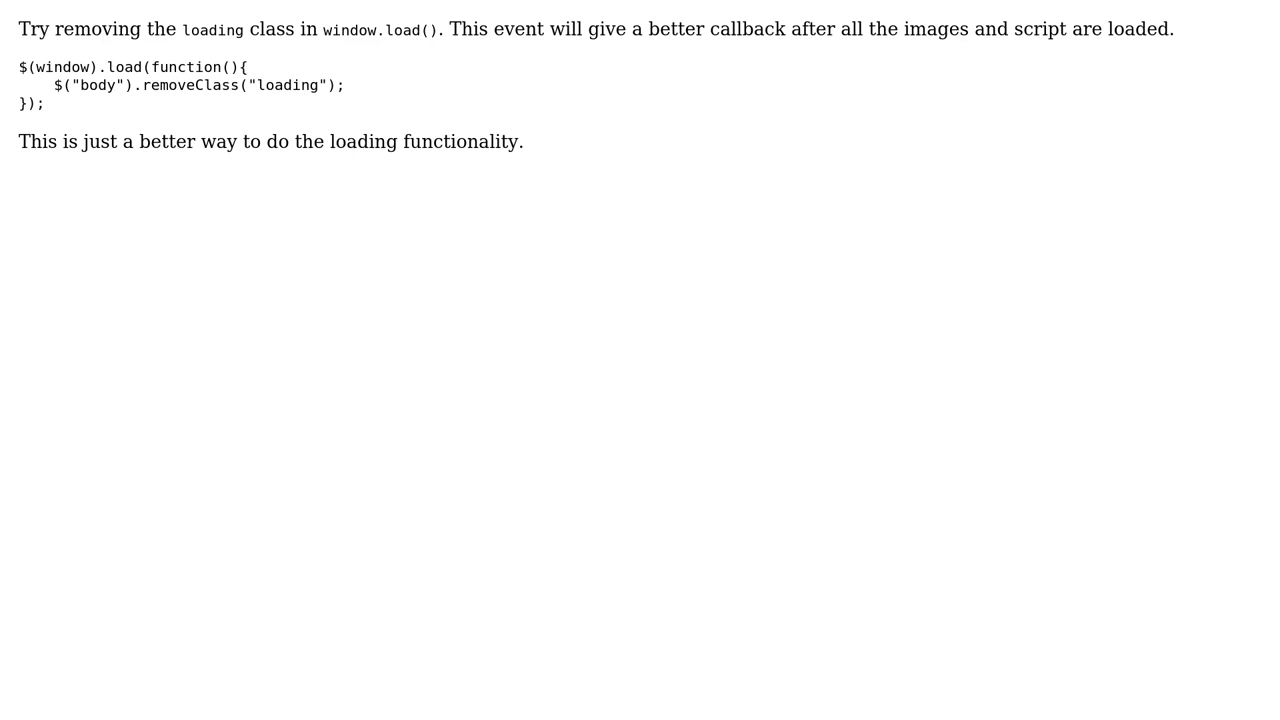 Try removing the loading class in window.load(). This event will give a better callback after all the images and script are loaded.
$(window).load(function(){
    $("body").removeClass("loading");
});
This is just a better way to do the loading functionality.